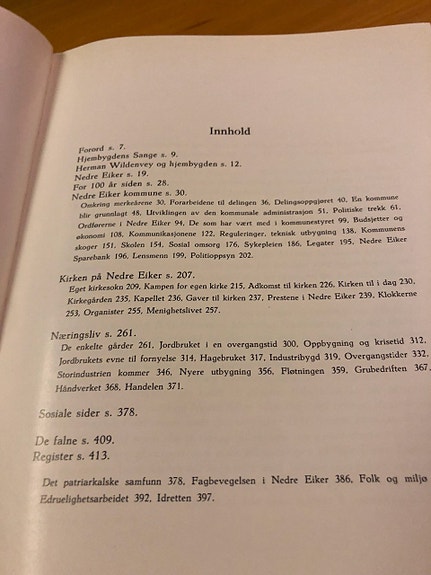 Innhold
Forord s. 7.
Hjembygdens Sange s. 9.
Herman Wildenvey og hjembygden s. 12.
Nedre Eiker s. 19.
For 100 år siden s. 28.
Nedre Eiker kommune s. 30.
Omkring merkeårene 30, Forarbeidene til delingen 36, Delingsoppgjøret 40, En kommune
blir grunnlagt 48, Utviklingen av den kommunale administrasjon 51, Politiske trekk 61,
Ordførerne i Nedre Eiker 94, De som har vært med i kommunestyret 99, Budsjetter og
økonomi 108, Kommunikasjonene 122, Reguleringer, teknisk utbygning 138, Kommunens
skoger 151, Skolen 154, Sosial omsorg 176, Sykepleien 186, Legater 195, Nedre Eiker
Sparebank 196, Lensmenn 199, Politioppsyn 202.
Kirken på Nedre Eiker s. 207.
Eget kirkesokn 209, Kampen for egen kirke 215, Adkomst til kirken 225, Kirken til i dag 230,
Kirkegården 235, Kapellet 236, Gaver til kirken 237, Prestene i Nedre Eiker 239, Klokkerne
253, Organister 255, Menighetslivet 257.
Næringsliv s. 261.
De enkelte gårder 261, Jordbruket i en overgangstid 300, Oppbygning og krisetid 312,
Jordbrukets evne til fornyelse 314, Hagebruket 317, Industribygd 319, Overgangstider 332,
Storindustrien kommer 346, Nyere utbygning 356, Fløtningen 359, Grubedriften 367,
Håndverket 368, Handelen 371.
Sosiale sider s. 378.
De falne s. 409.
Register s. 413.
Det patriarkalske samfunn 378, Fagbevegelsen i Nedre Eiker 386, Folk og miljø
Edruelighetsarbeidet 392, Idretten 397.